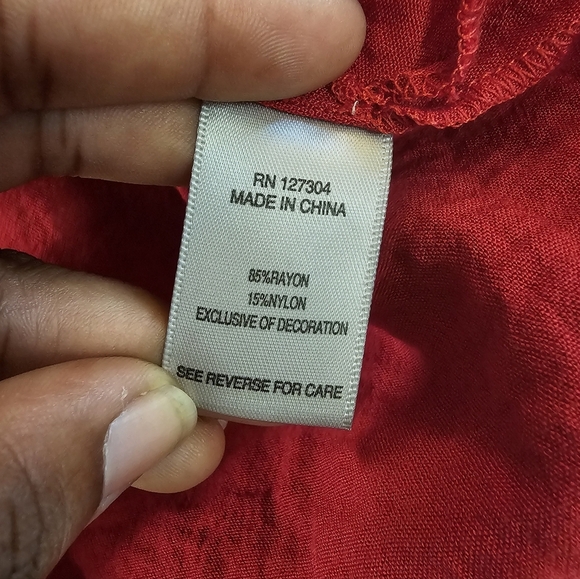 RN 127304
MADE IN CHINA
85%RAYON
15%NYLON
EXCLUSIVE OF DECORATION
SEE REVERSE FOR CARE